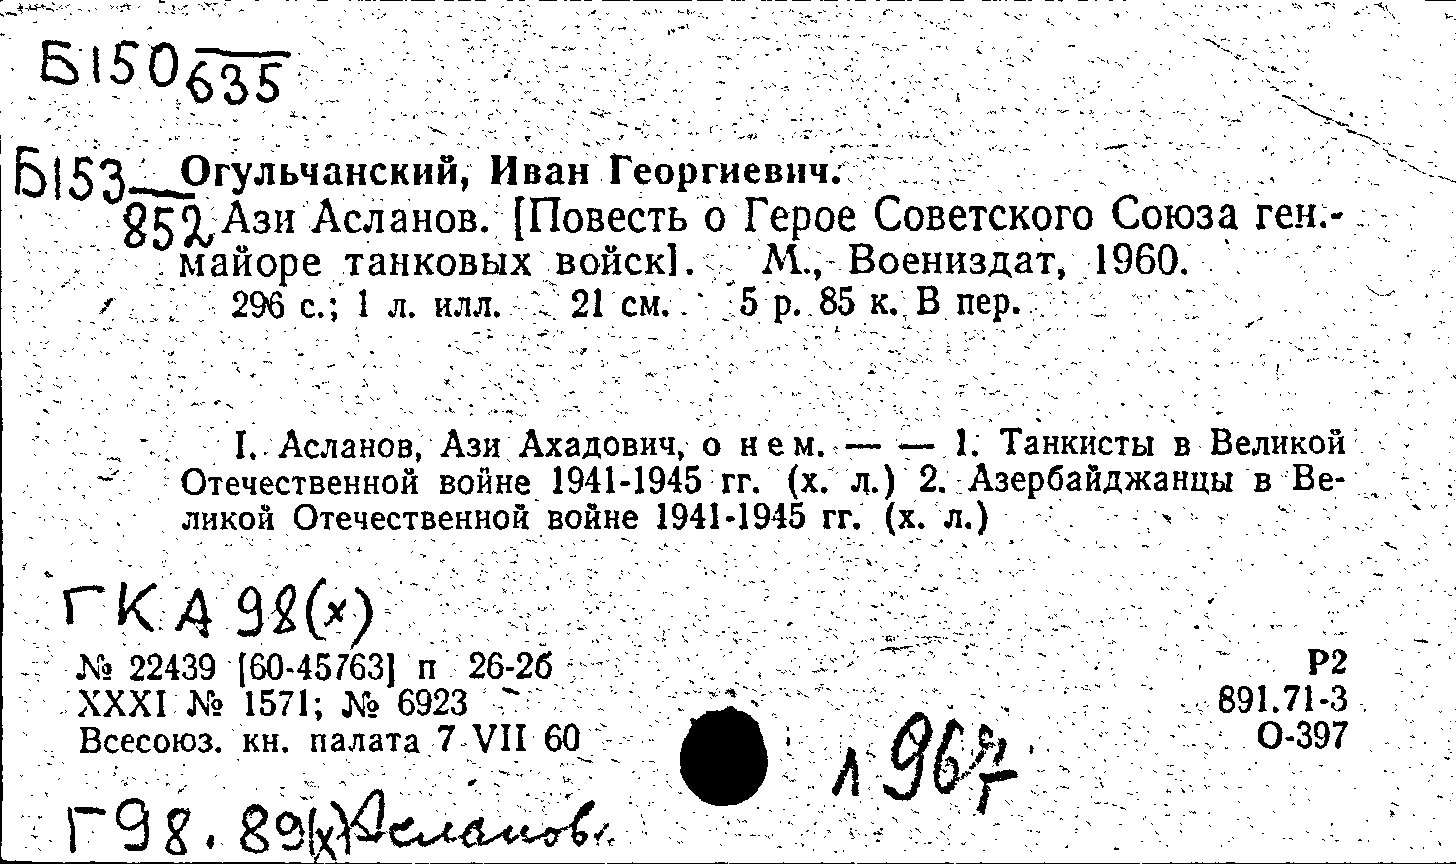 Б150 635
Б153
852
Огульчанский, Иван Георгиевич.
Ази Асланов. [Повесть о Герое Советского Союза ген.-
майоре танковых войск]. М., Воениздат, 1960.
296 с.; 1 л. илл. 21 см. 5 р. 85 к. В пер.
I. Асланов, Ази Ахадович, о нем. — — 1. Танкисты в Великой
Отечественной войне 1941-1945 гг. (х. л.) 2. Азербайджанцы в Ве-
ликой Отечественной войне 1941-1945 гг. (х. л.)
ГКА 98(х)
№ 22439 [60-45763] п 26-2б
XXXI № 1571; № 6923
Всесоюз. кн. палата 7 VII 60
Р2
891.71-3
О-397
Г98.89(х)Асланов